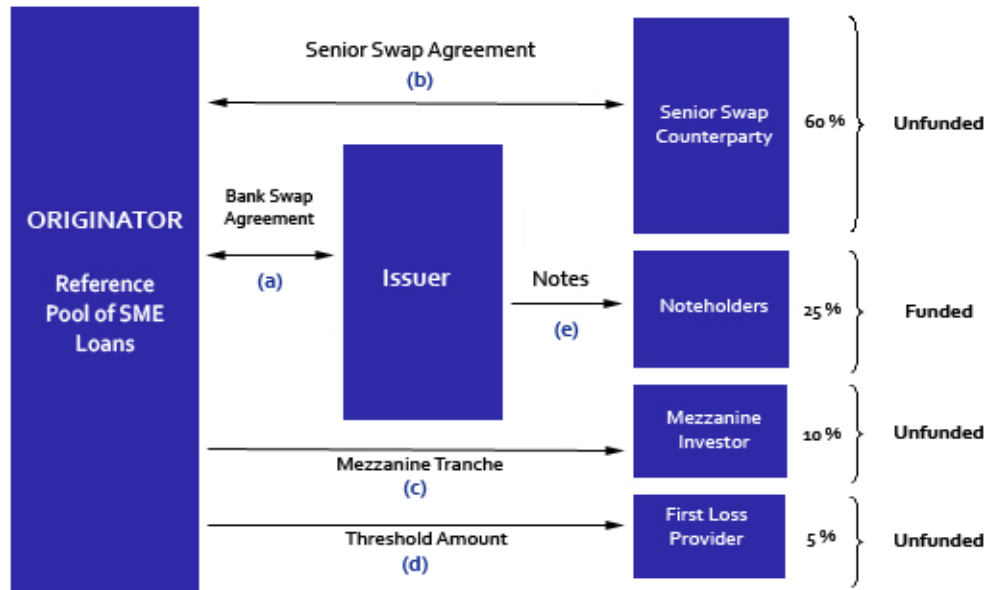 ORIGINATOR
Reference
Pool of SME
Loans
Senior Swap Agreement
(b)
Bank Swap
Agreement
(a)
Issuer
Notes
(e)
Mezzanine Tranche
(c)
Threshold Amount
(d)
Senior Swap
Counterparty
60 %
Unfunded
Noteholders
25 %
Funded
Mezzanine
Investor
10 %
Unfunded
First Loss
Provider
5 %
Unfunded